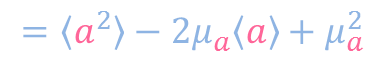 = ⟨a²⟩ − 2μₐ⟨a⟩ + μₐ²